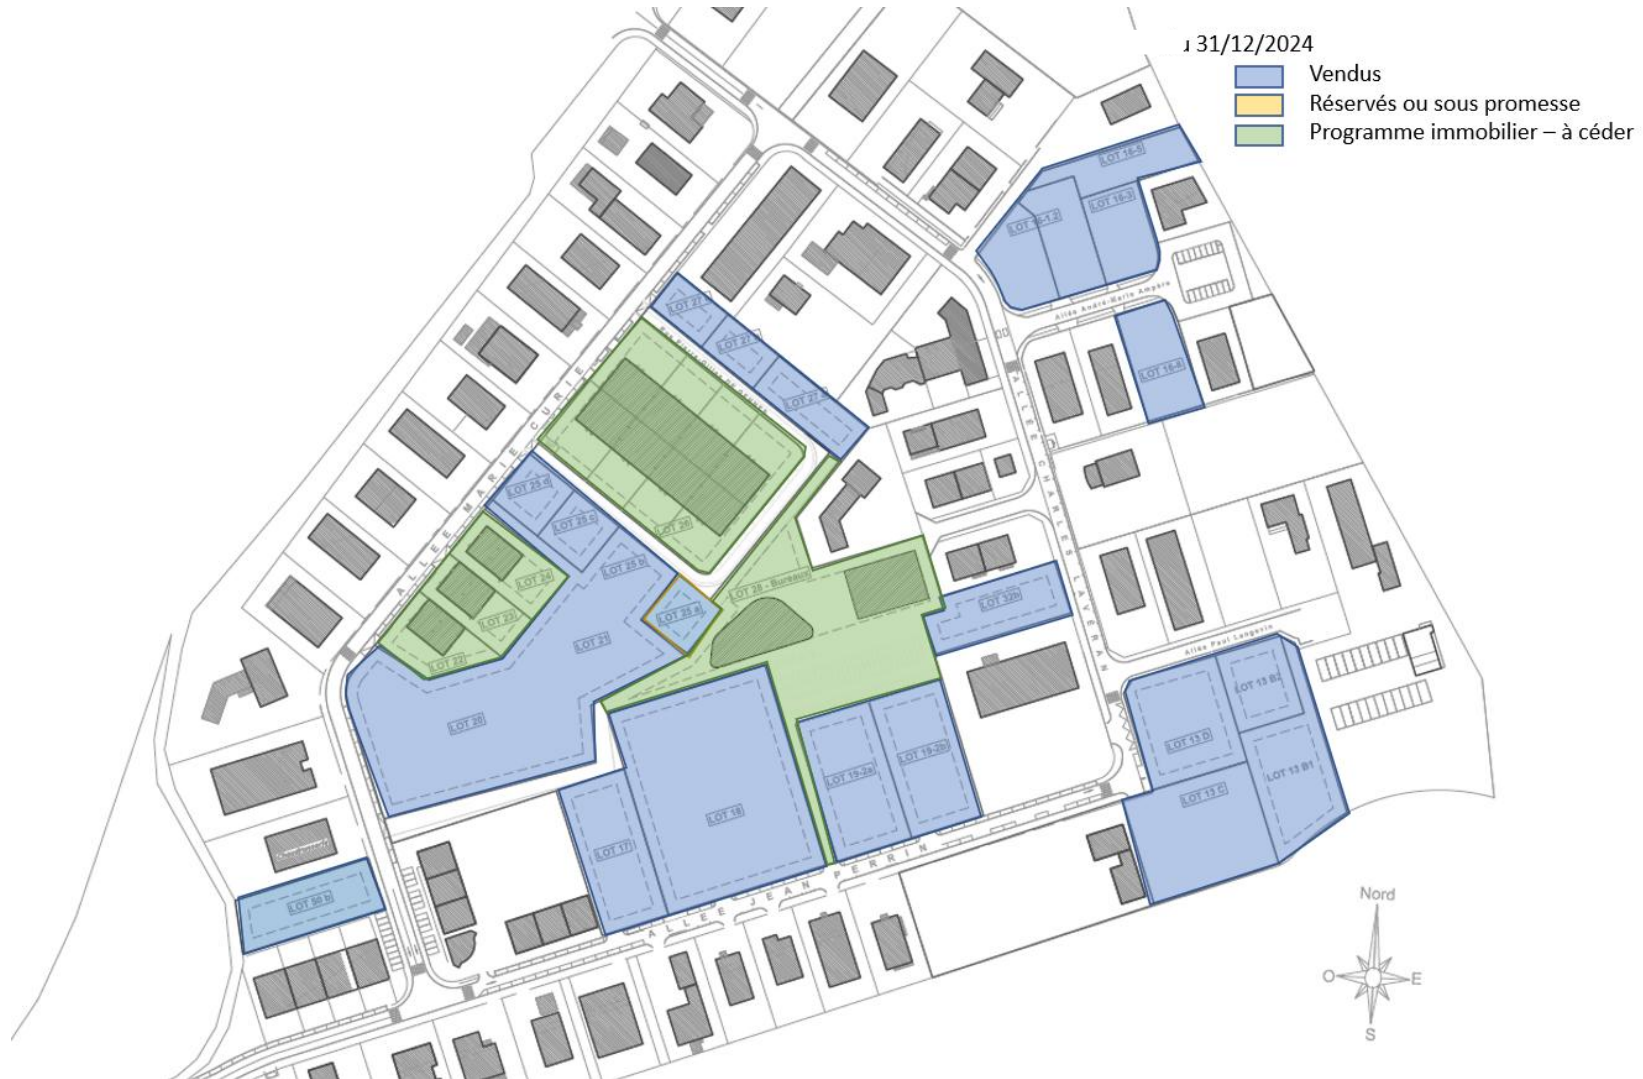 u 31/12/2024
Vendus
Réservés ou sous promesse
Programme immobilier – à céder
LOT 16-5
LOT 16-1.2
LOT 16-3
Allée André-Marie Ampère
LOT 16-8
LOT 27
LOT 27
LOT 27
ALLEE MARIE CURIE
LOT 26
LOT 25 d
LOT 25 c
LOT 25 b
LOT 25 a
LOT 24
LOT 23
LOT 22
LOT 21
LOT 20
LOT 28 - Bureaux
LOT 32b
ALLEE CHARLES LAVERAN
Allée Paul Langevin
LOT 13 B2
LOT 13 D
LOT 13 B1
LOT 13 C
LOT 19-2a
LOT 19-2b
LOT 18
LOT 17
LOT 50 b
ALLEE JEAN PERRIN
Nord
O
E
S